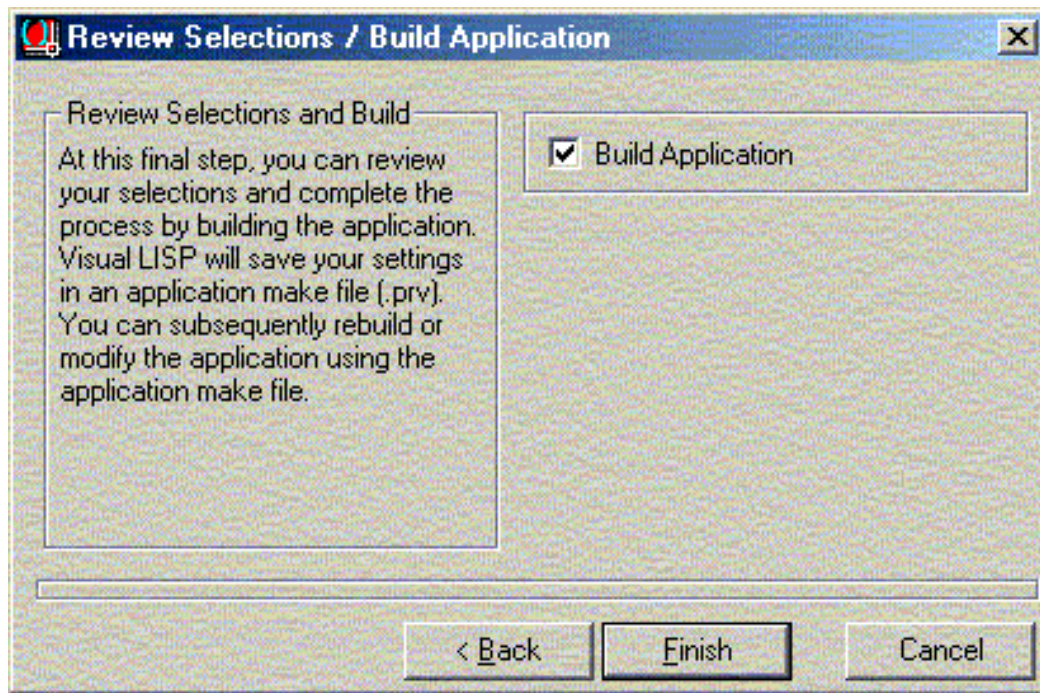 Review Selections / Build Application
Review Selections and Build
At this final step, you can review
your selections and complete the
process by building the application.
Visual LISP will save your settings
in an application make file (.prv).
You can subsequently rebuild or
modify the application using the
application make file.
Build Application
< Back
Finish
Cancel